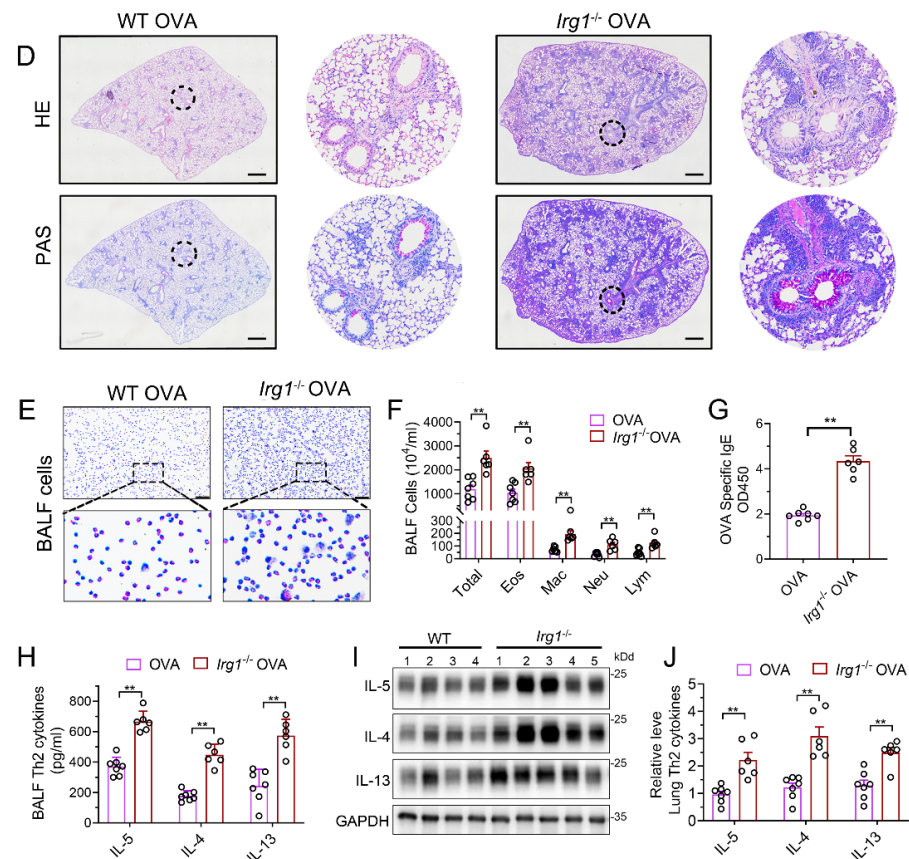 WT OVA
Irg1-/- OVA
D
HE
PAS
E
WT OVA
Irg1-/- OVA
BALF cells
F
BALF Cells (10⁴/ml)
4000
3000
2000
1000
200
100
0
OVA
Irg1-/-OVA
**
**
**
**
**
Total
Eos
Mac
Neu
Lym
G
OVA Specific IgE
OD450
6
4
2
0
**
OVA
Irg1-/- OVA
H
OVA
Irg1-/- OVA
BALF Th2 cytokines
(pg/ml)
800
600
400
200
0
**
**
**
IL-5
IL-4
IL-13
I
WT
Irg1-/-
1 2 3 4 1 2 3 4 5
kDd
IL-5
-25
IL-4
-25
IL-13
-25
-15
GAPDH
-35
J
OVA
Irg1-/- OVA
Relative level
Lung Th2 cytokines
5
4
3
2
1
0
**
**
**
IL-5
IL-4
IL-13